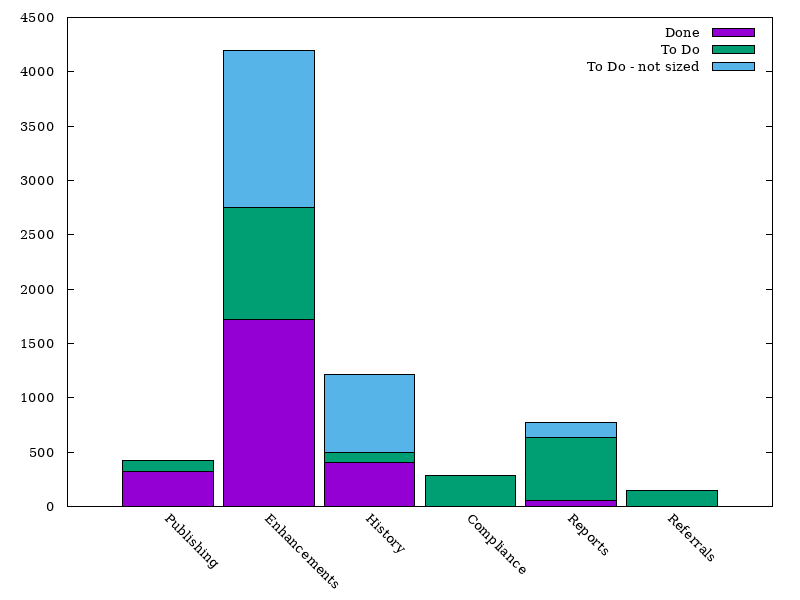 4500
4000
3500
3000
2500
2000
1500
1000
500
0
Done
To Do
To Do - not sized
Publishing
Enhancements
History
Compliance
Reports
Referrals